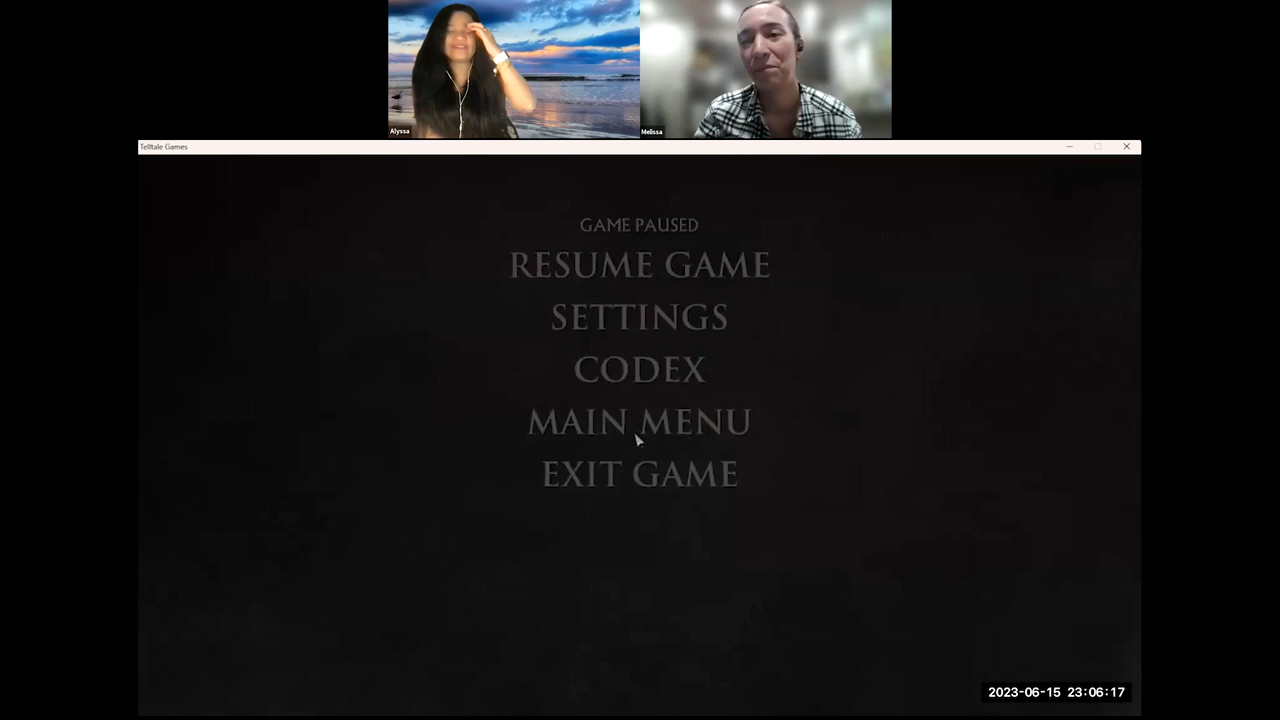 Alyssa
Melissa
Telltale Games
GAME PAUSED
RESUME GAME
SETTINGS
CODEX
MAIN MENU
EXIT GAME
2023-06-15 23:06:17